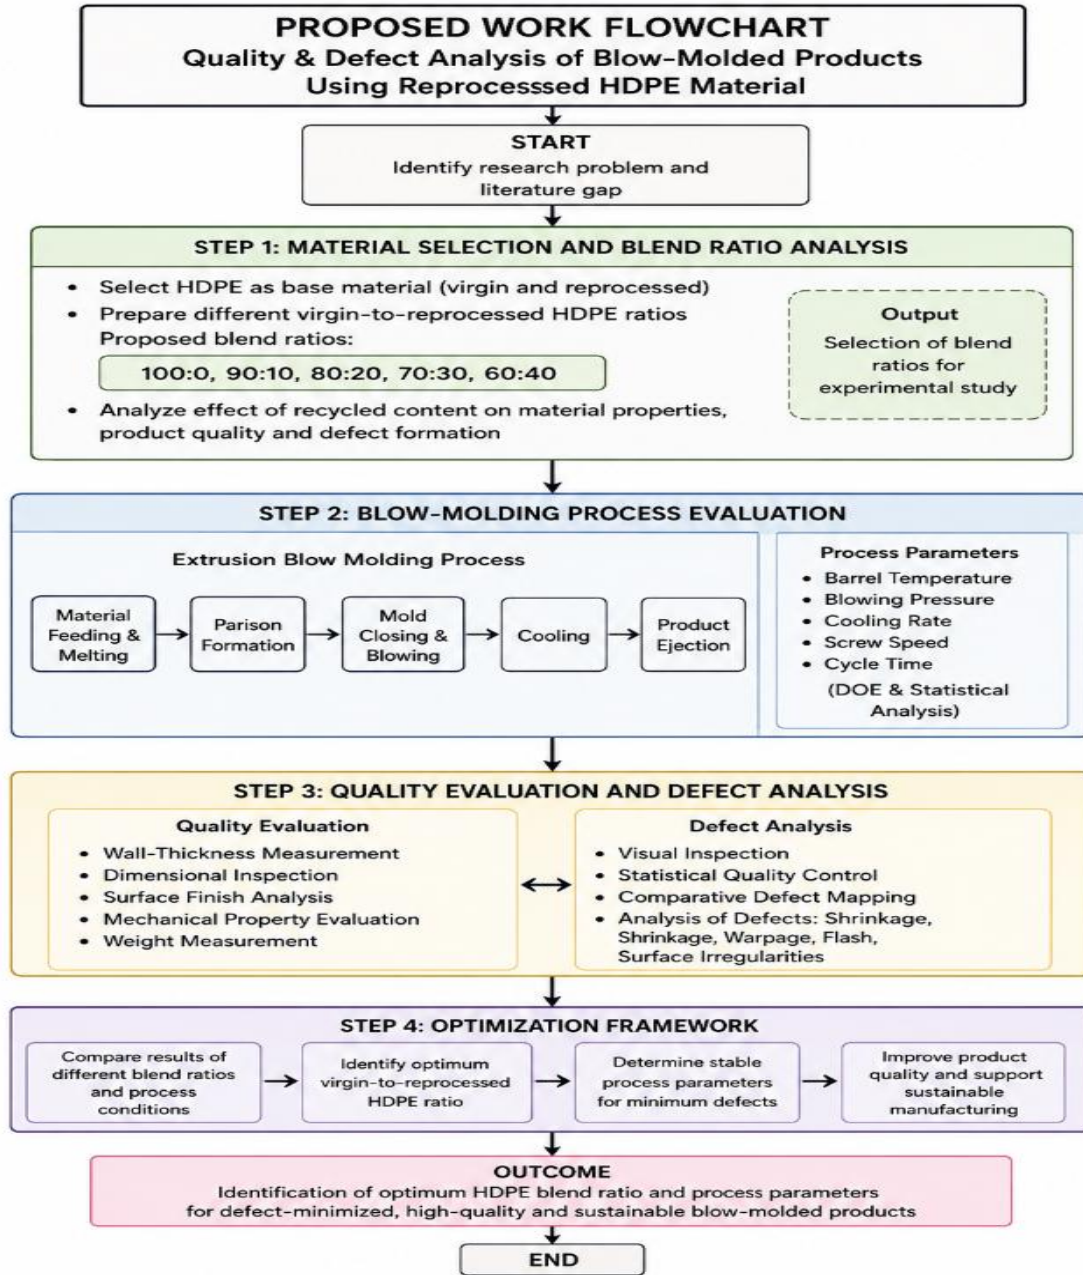 PROPOSED WORK FLOWCHART
Quality & Defect Analysis of Blow-Molded Products
Using Reprocesssed HDPE Material
START
Identify research problem and
literature gap
STEP 1: MATERIAL SELECTION AND BLEND RATIO ANALYSIS
• Select HDPE as base material (virgin and reprocessed)
• Prepare different virgin-to-reprocessed HDPE ratios
Proposed blend ratios:
100:0, 90:10, 80:20, 70:30, 60:40
• Analyze effect of recycled content on material properties,
product quality and defect formation
Output
Selection of blend
ratios for
experimental study
STEP 2: BLOW-MOLDING PROCESS EVALUATION
Extrusion Blow Molding Process
Material
Feeding &
Melting
Parison
Formation
Mold
Closing &
Blowing
Cooling
Product
Ejection
Process Parameters
• Barrel Temperature
• Blowing Pressure
• Cooling Rate
• Screw Speed
• Cycle Time
(DOE & Statistical
Analysis)
STEP 3: QUALITY EVALUATION AND DEFECT ANALYSIS
Quality Evaluation
• Wall-Thickness Measurement
• Dimensional Inspection
• Surface Finish Analysis
• Mechanical Property Evaluation
• Weight Measurement
Defect Analysis
• Visual Inspection
• Statistical Quality Control
• Comparative Defect Mapping
• Analysis of Defects: Shrinkage,
Shrinkage, Warpage, Flash,
Surface Irregularities
STEP 4: OPTIMIZATION FRAMEWORK
Compare results of
different blend ratios
and process
conditions
Identify optimum
virgin-to-reprocessed
HDPE ratio
Determine stable
process parameters
for minimum defects
Improve product
quality and support
sustainable
manufacturing
OUTCOME
Identification of optimum HDPE blend ratio and process parameters
for defect-minimized, high-quality and sustainable blow-molded products
END